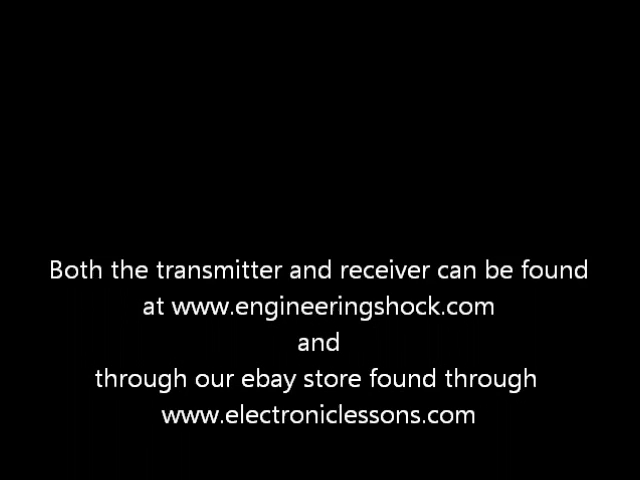 Both the transmitter and receiver can be found
at www.engineeringshock.com
and
through our ebay store found through
www.electroniclessons.com